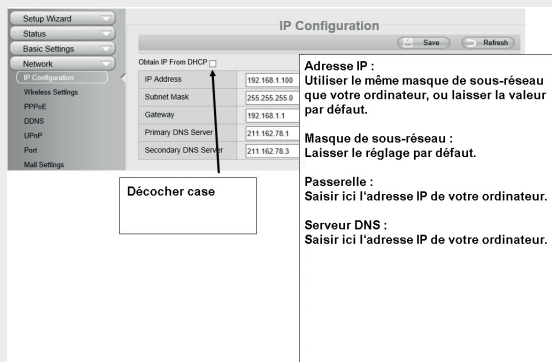 Setup Wizard
Status
Basic Settings
Network
IP Configuration
Wireless Settings
PPPoE
DDNS
UPnP
Port
Mail Settings
IP Configuration
Save
Refresh
Obtain IP From DHCP
IP Address
192.168.1.100
Subnet Mask
255.255.255.0
Gateway
192.168.1.1
Primary DNS Server
211.162.78.1
Secondary DNS Server
211.162.78.3
Décocher case
Adresse IP :
Utiliser le même masque de sous-réseau
que votre ordinateur, ou laisser la valeur
par défaut.
Masque de sous-réseau :
Laisser le réglage par défaut.
Passerelle :
Saisir ici l'adresse IP de votre ordinateur.
Serveur DNS :
Saisir ici l'adresse IP de votre ordinateur.